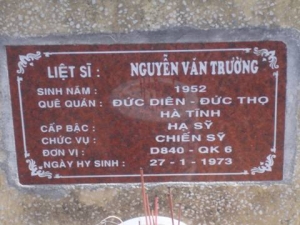 LIỆT SĨ : NGUYỄN VĂN TRƯỜNG
SINH NĂM : 1952
QUÊ QUÁN : ĐỨC DIÊN - ĐỨC THỌ
HÀ TĨNH
CẤP BẬC : HẠ SỸ
CHỨC VỤ : CHIẾN SỸ
ĐƠN VỊ : D840 - QK 6
NGÀY HY SINH : 27 - 1 - 1973